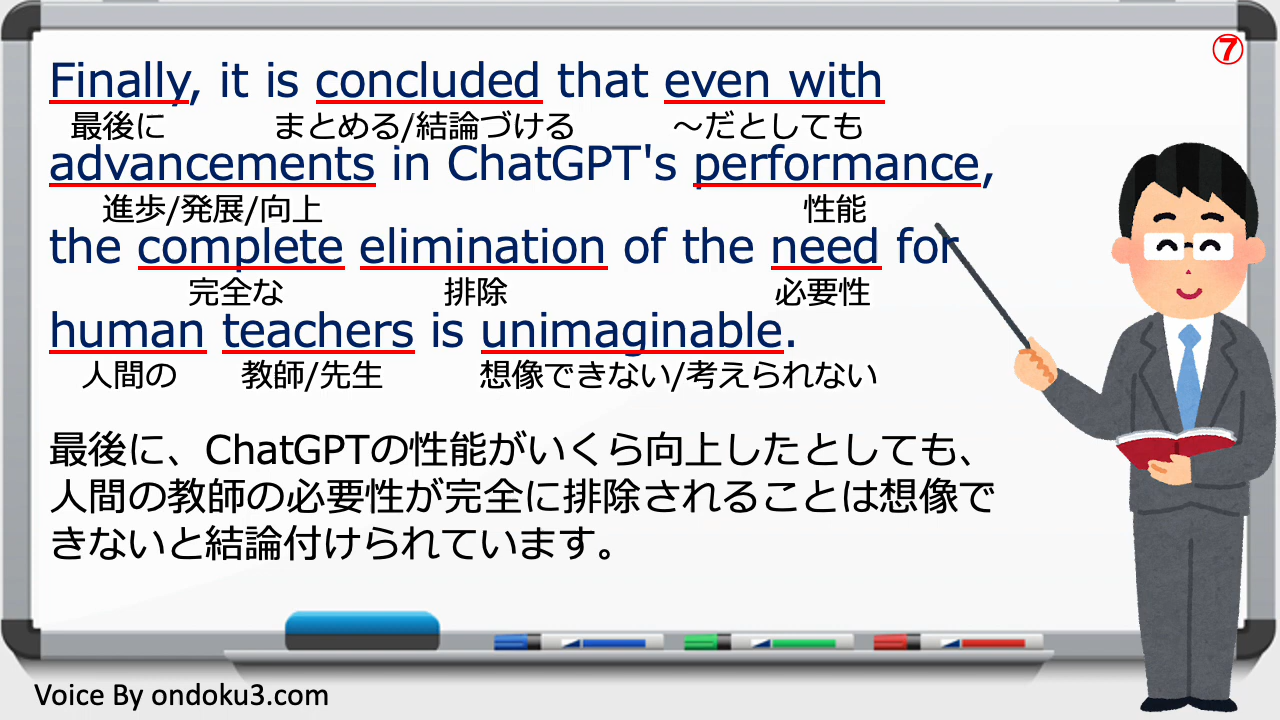 ⑦
Finally, it is concluded that even with
最後に まとめる/結論づける ～だとしても
advancements in ChatGPT's performance,
進歩/発展/向上 性能
the complete elimination of the need for
完全な 排除 必要性
human teachers is unimaginable.
人間の 教師/先生 想像できない/考えられない
最後に、ChatGPTの性能がいくら向上したとしても、
人間の教師の必要性が完全に排除されることは想像で
きないと結論付けられています。
Voice By ondoku3.com